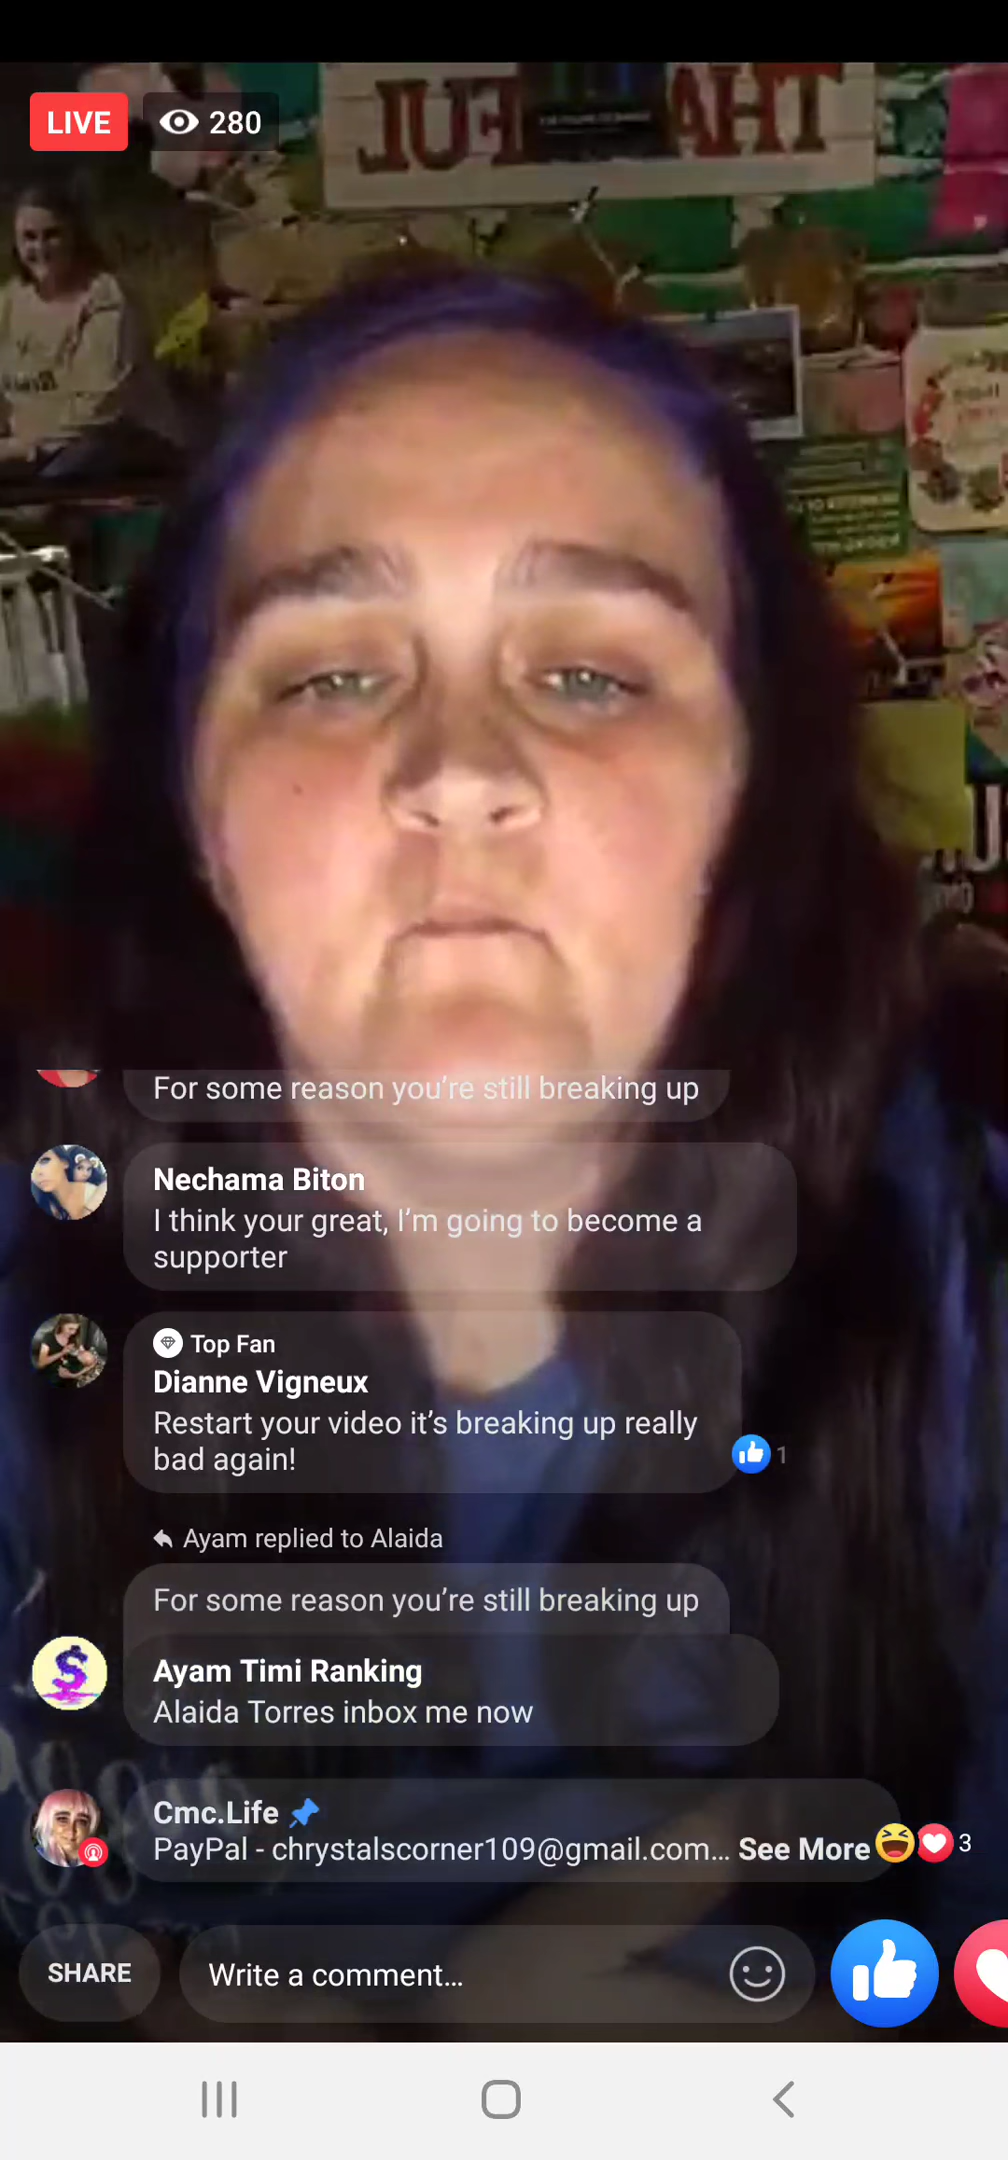 LIVE 280
THA FUL
For some reason you're still breaking up
Nechama Biton
I think your great, I'm going to become a
supporter
Top Fan
Dianne Vigneux
Restart your video it's breaking up really
bad again!
1
Ayam replied to Alaida
For some reason you're still breaking up
Ayam Timi Ranking
Alaida Torres inbox me now
Cmc.Life
PayPal - chrystalscorner109@gmail.com... See More 3
SHARE Write a comment...